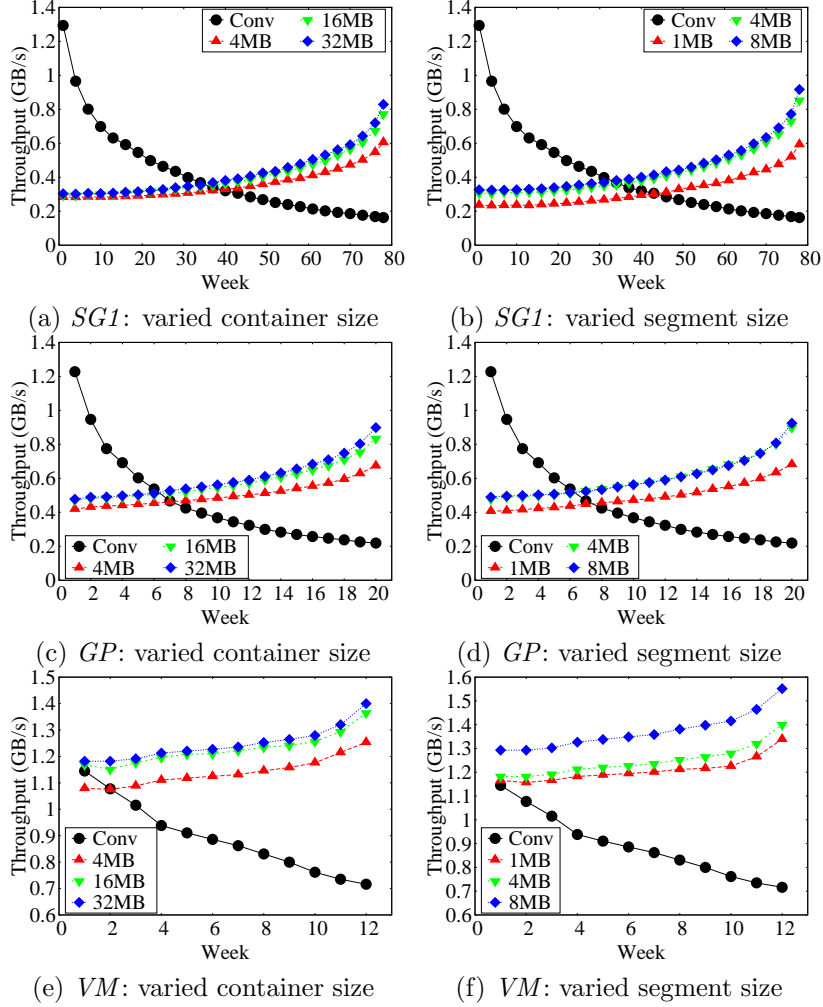 Throughput (GB/s)
1.4
1.2
1
0.8
0.6
0.4
0.2
0
Conv 16MB
4MB 32MB
0 10 20 30 40 50 60 70 80
Week
(a) SG1: varied container size
Throughput (GB/s)
1.4
1.2
1
0.8
0.6
0.4
0.2
0
Conv 4MB
1MB 8MB
0 10 20 30 40 50 60 70 80
Week
(b) SG1: varied segment size
Throughput (GB/s)
1.4
1.2
1
0.8
0.6
0.4
0.2
0
Conv 16MB
4MB 32MB
0 2 4 6 8 10 12 14 16 18 20
Week
(c) GP: varied container size
Throughput (GB/s)
1.4
1.2
1
0.8
0.6
0.4
0.2
0
Conv 4MB
1MB 8MB
0 2 4 6 8 10 12 14 16 18 20
Week
(d) GP: varied segment size
Throughput (GB/s)
1.5
1.4
1.3
1.2
1.1
1
0.9
0.8
0.7
0.6
Conv
4MB
16MB
32MB
0 2 4 6 8 10 12
Week
(e) VM: varied container size
Throughput (GB/s)
1.6
1.5
1.4
1.3
1.2
1.1
1
0.9
0.8
0.7
0.6
Conv
1MB
4MB
8MB
0 2 4 6 8 10 12
Week
(f) VM: varied segment size